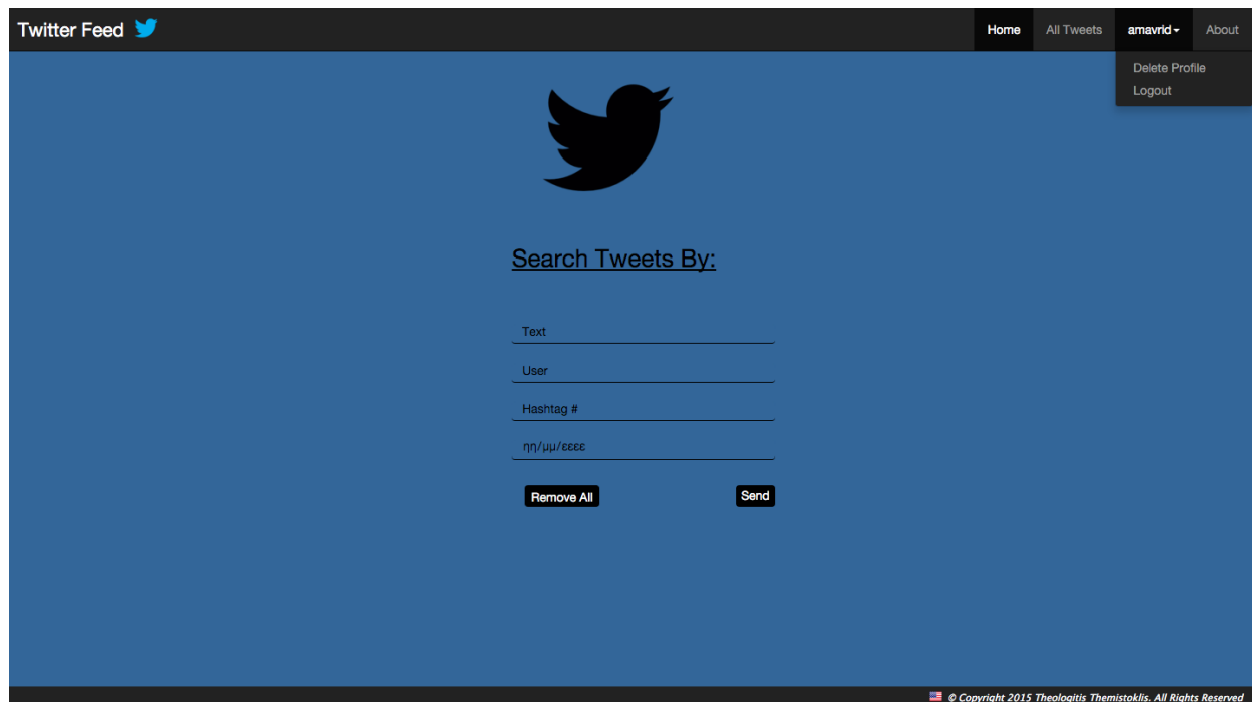 Twitter Feed
Home All Tweets amavrid About
Delete Profile
Logout
Search Tweets By:
Text
User
Hashtag #
ηη/μμ/εεεε
Remove All Send
© Copyright 2015 Theologitis Themistoklis. All Rights Reserved